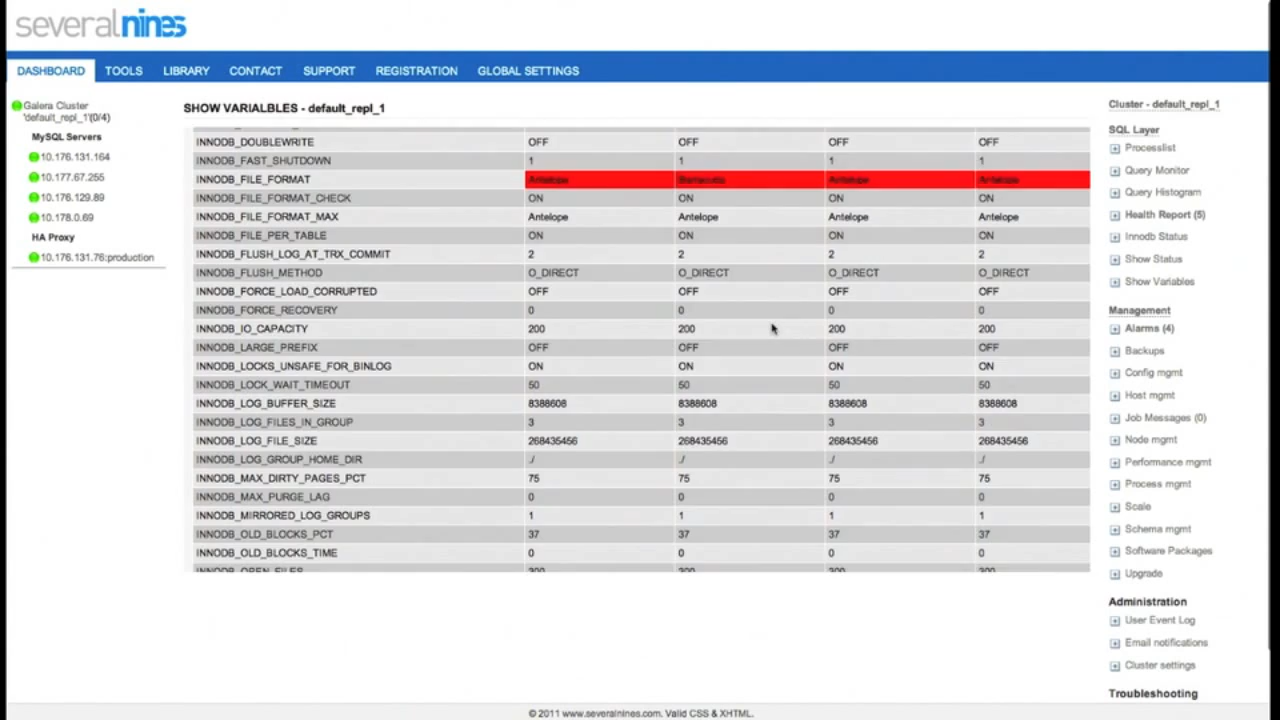 severalnines
DASHBOARD TOOLS LIBRARY CONTACT SUPPORT REGISTRATION GLOBAL SETTINGS
Galera Cluster
'default_repl_1'(0/4)
MySQL Servers
10.176.131.164
10.177.67.255
10.176.129.89
10.178.0.69
HA Proxy
10.176.131.76:production
SHOW VARIALBLES - default_repl_1
INNODB_DOUBLEWRITE OFF OFF OFF OFF
INNODB_FAST_SHUTDOWN 1 1 1 1
INNODB_FILE_FORMAT Antelope Barracuda Antelope Antelope
INNODB_FILE_FORMAT_CHECK ON ON ON ON
INNODB_FILE_FORMAT_MAX Antelope Antelope Antelope Antelope
INNODB_FILE_PER_TABLE ON ON ON ON
INNODB_FLUSH_LOG_AT_TRX_COMMIT 2 2 2 2
INNODB_FLUSH_METHOD O_DIRECT O_DIRECT O_DIRECT O_DIRECT
INNODB_FORCE_LOAD_CORRUPTED OFF OFF OFF OFF
INNODB_FORCE_RECOVERY 0 0 0 0
INNODB_IO_CAPACITY 200 200 200 200
INNODB_LARGE_PREFIX OFF OFF OFF OFF
INNODB_LOCKS_UNSAFE_FOR_BINLOG ON ON ON ON
INNODB_LOCK_WAIT_TIMEOUT 50 50 50 50
INNODB_LOG_BUFFER_SIZE 8388608 8388608 8388608 8388608
INNODB_LOG_FILES_IN_GROUP 3 3 3 3
INNODB_LOG_FILE_SIZE 268435456 268435456 268435456 268435456
INNODB_LOG_GROUP_HOME_DIR ./ ./ ./ ./
INNODB_MAX_DIRTY_PAGES_PCT 75 75 75 75
INNODB_MAX_PURGE_LAG 0 0 0 0
INNODB_MIRRORED_LOG_GROUPS 1 1 1 1
INNODB_OLD_BLOCKS_PCT 37 37 37 37
INNODB_OLD_BLOCKS_TIME 0 0 0 0
INNODB_OPEN_FILES 300 300 300 300
Cluster - default_repl_1
SQL Layer
Processlist
Query Monitor
Query Histogram
Health Report (5)
Innodb Status
Show Status
Show Variables
Management
Alarms (4)
Backups
Config mgmt
Host mgmt
Job Messages (0)
Node mgmt
Performance mgmt
Process mgmt
Scale
Schema mgmt
Software Packages
Upgrade
Administration
User Event Log
Email notifications
Cluster settings
Troubleshooting
© 2011 www.severalnines.com. Valid CSS & XHTML.